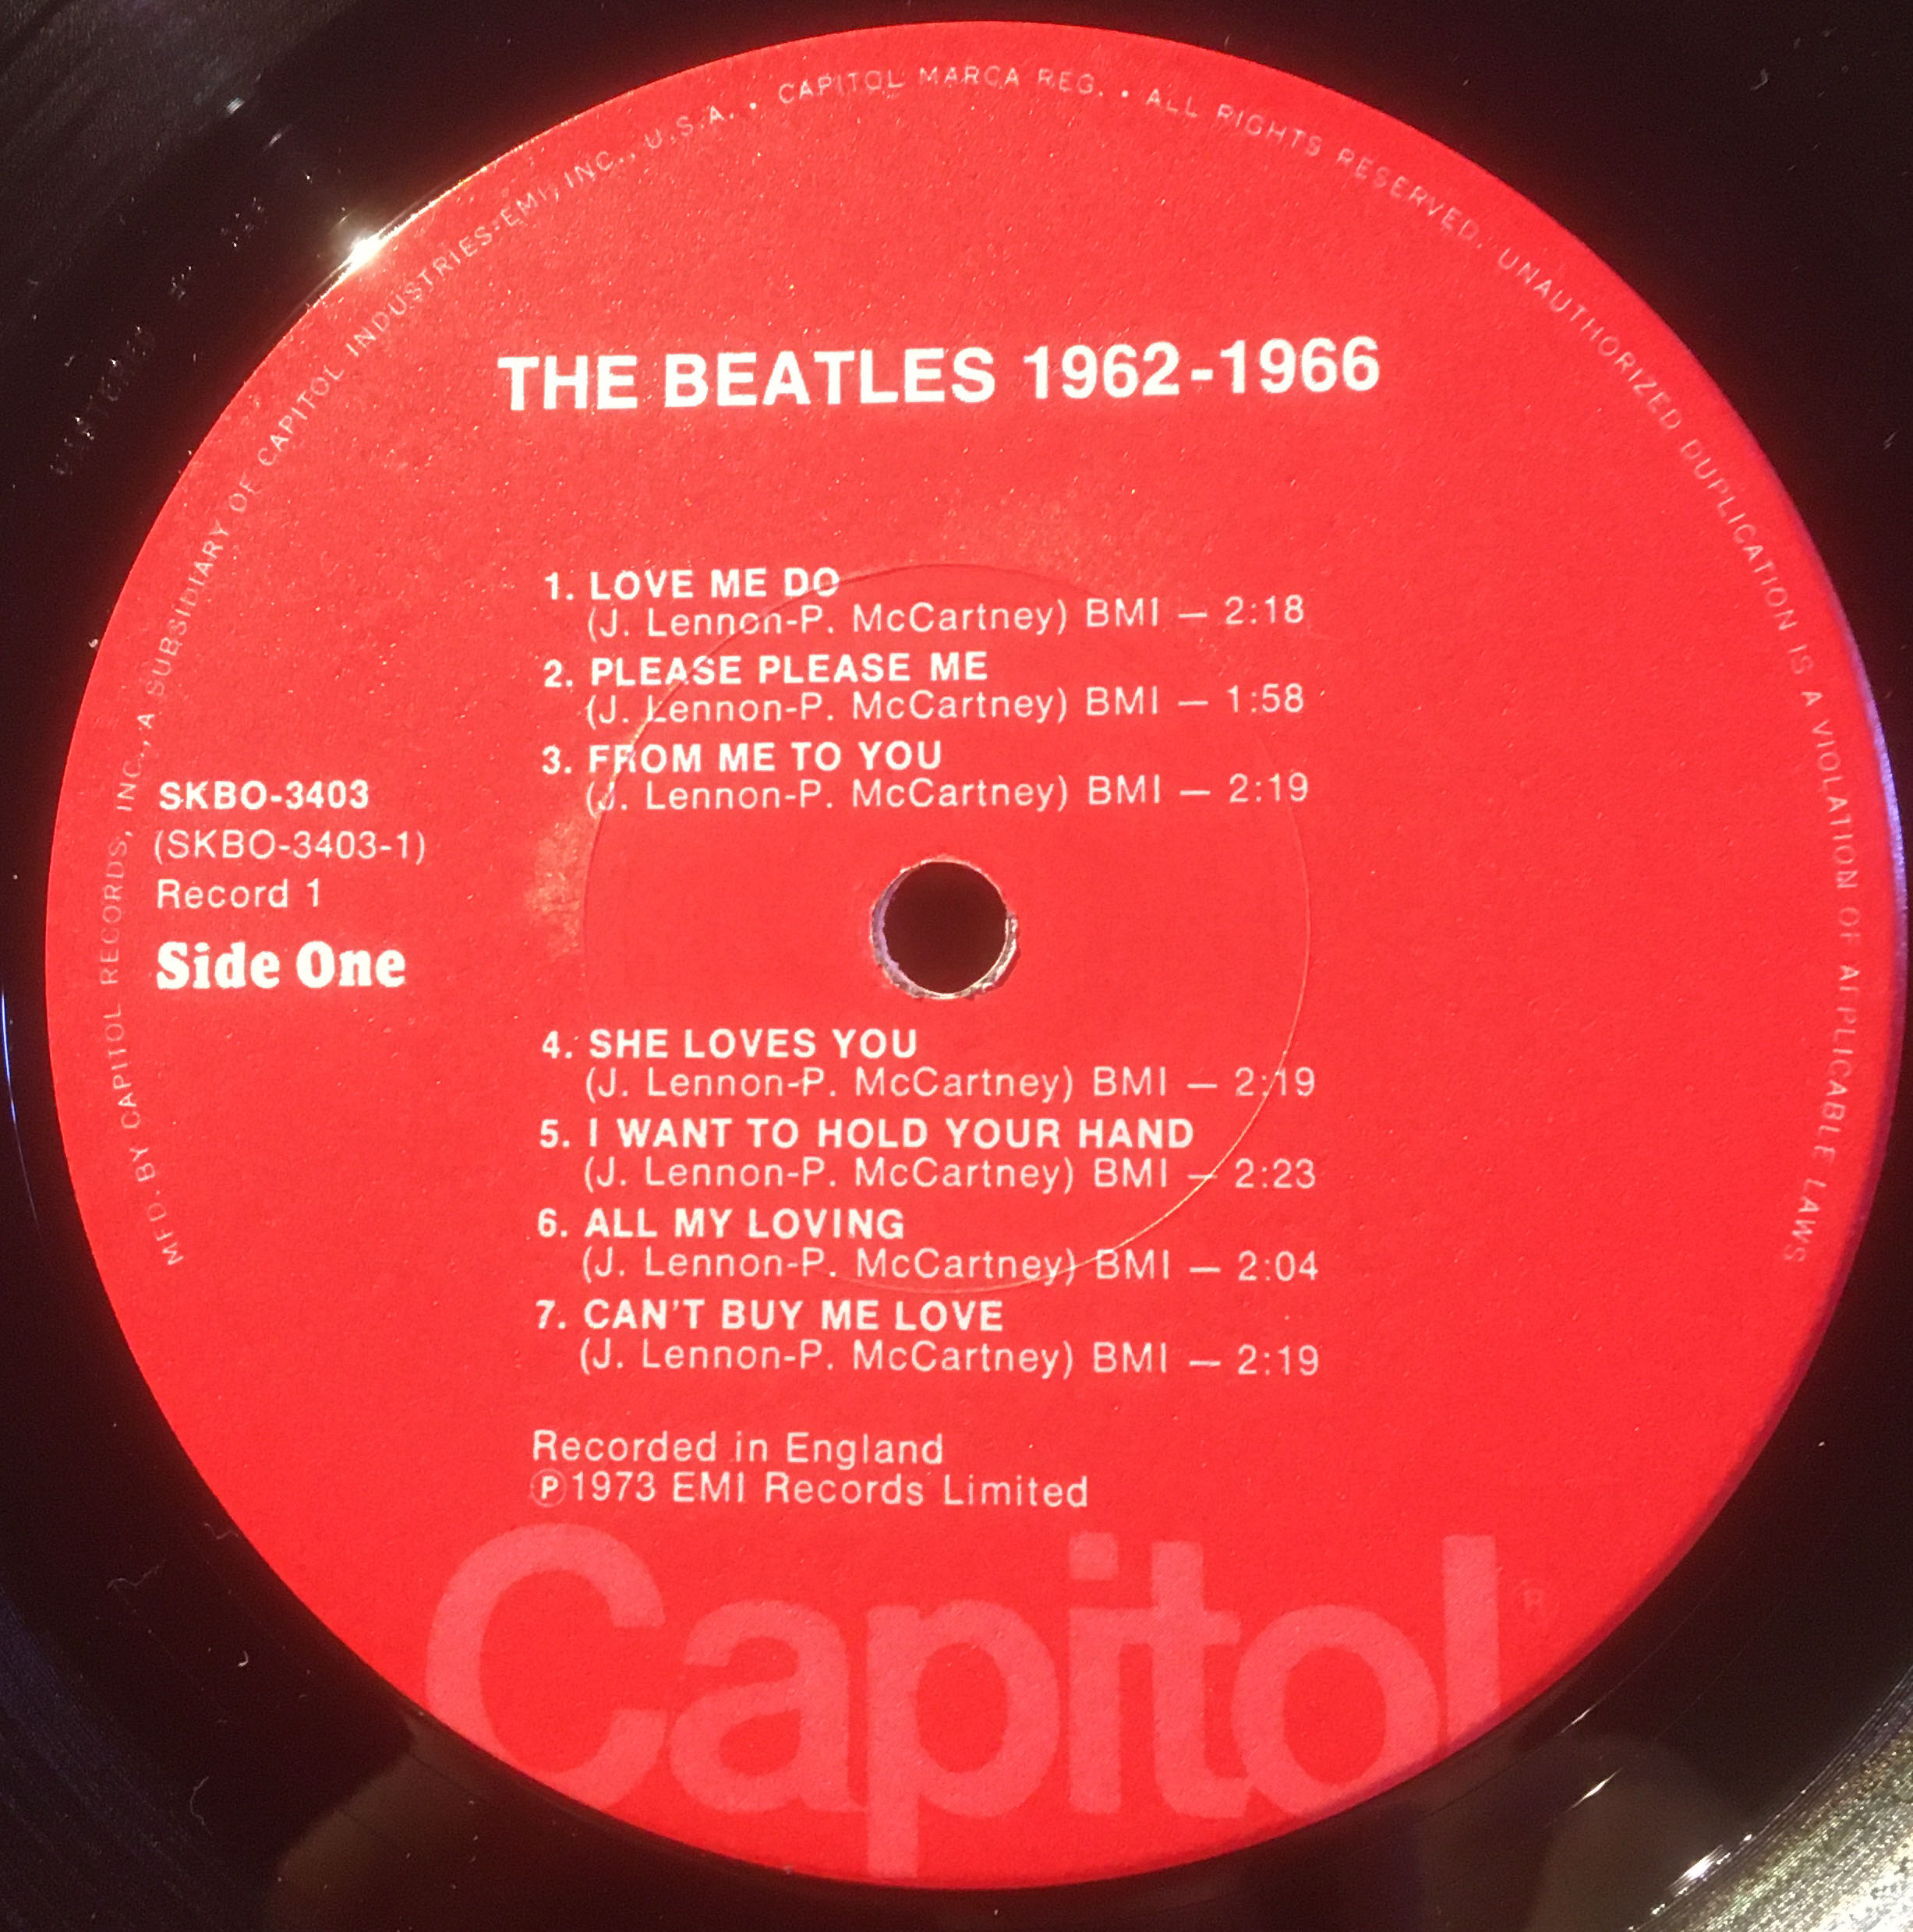 MFD. BY CAPITOL RECORDS, INC., A SUBSIDIARY OF CAPITOL INDUSTRIES-EMI, INC., U.S.A. • CAPITOL MARCA REG. • ALL RIGHTS RESERVED. UNAUTHORIZED DUPLICATION IS A VIOLATION OF APPLICABLE LAWS
THE BEATLES 1962-1966
1. LOVE ME DO
(J. Lennon-P. McCartney) BMI — 2:18
2. PLEASE PLEASE ME
(J. Lennon-P. McCartney) BMI — 1:58
3. FROM ME TO YOU
(J. Lennon-P. McCartney) BMI — 2:19
SKBO-3403
(SKBO-3403-1)
Record 1
Side One
4. SHE LOVES YOU
(J. Lennon-P. McCartney) BMI — 2:19
5. I WANT TO HOLD YOUR HAND
(J. Lennon-P. McCartney) BMI — 2:23
6. ALL MY LOVING
(J. Lennon-P. McCartney) BMI — 2:04
7. CAN'T BUY ME LOVE
(J. Lennon-P. McCartney) BMI — 2:19
Recorded in England
℗1973 EMI Records Limited
Capitol®